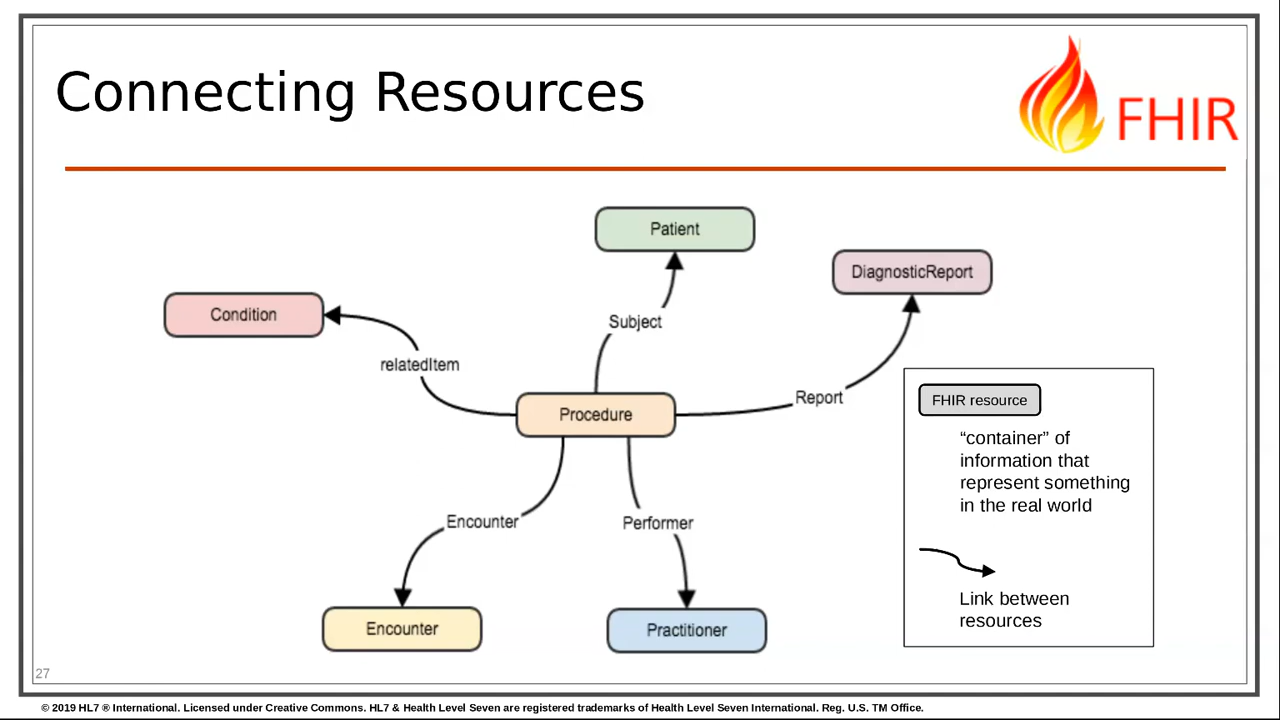 Connecting Resources
FHIR
Patient
DiagnosticReport
Condition
Subject
relatedItem
Report
Procedure
FHIR resource
“container” of
information that
represent something
in the real world
Encounter
Performer
Link between
resources
Encounter
Practitioner
27
© 2019 HL7 ® International. Licensed under Creative Commons. HL7 & Health Level Seven are registered trademarks of Health Level Seven International. Reg. U.S. TM Office.